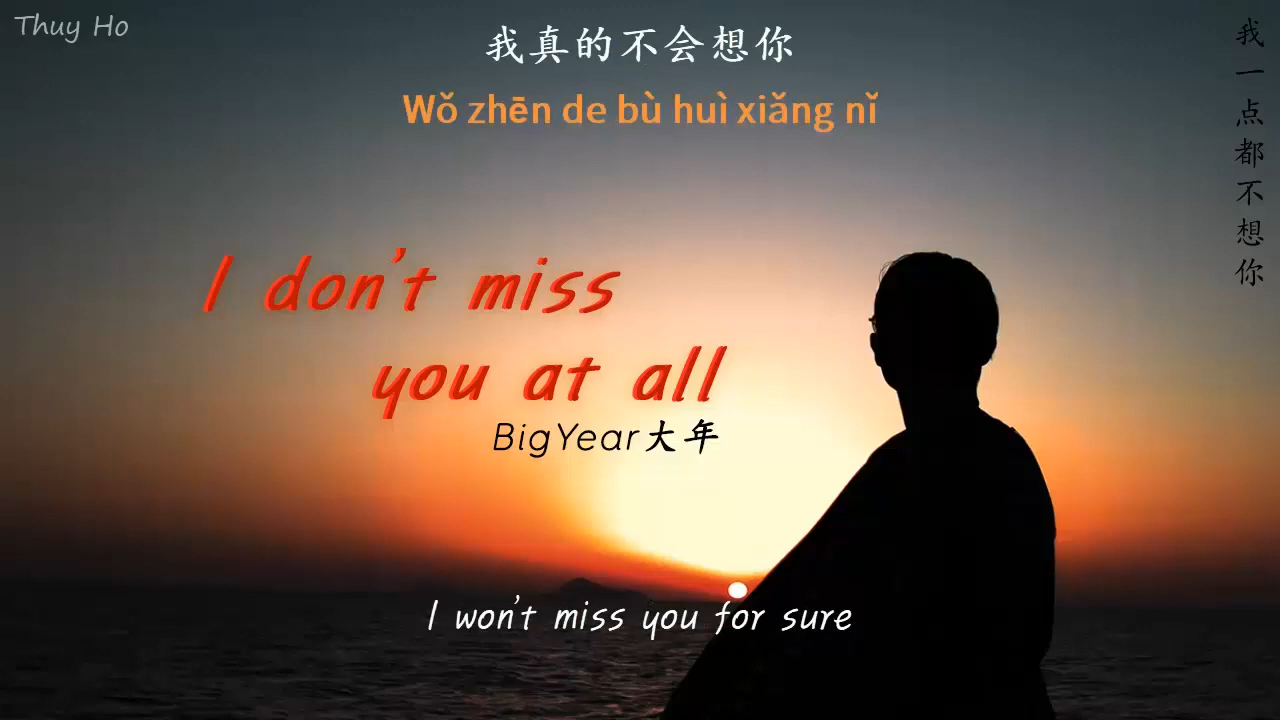 Thuy Ho
我真的不会想你
Wǒ zhēn de bù huì xiǎng nǐ
我一点都不想你
I don't miss
you at all
BigYear大年
I won't miss you for sure